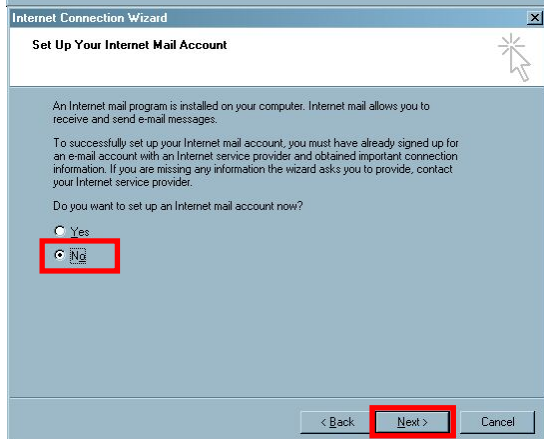 Internet Connection Wizard
Set Up Your Internet Mail Account
An Internet mail program is installed on your computer. Internet mail allows you to
receive and send e-mail messages.
To successfully set up your Internet mail account, you must have already signed up for
an e-mail account with an Internet service provider and obtained important connection
information. If you are missing any information the wizard asks you to provide, contact
your Internet service provider.
Do you want to set up an Internet mail account now?
Yes
No
< Back Next > Cancel